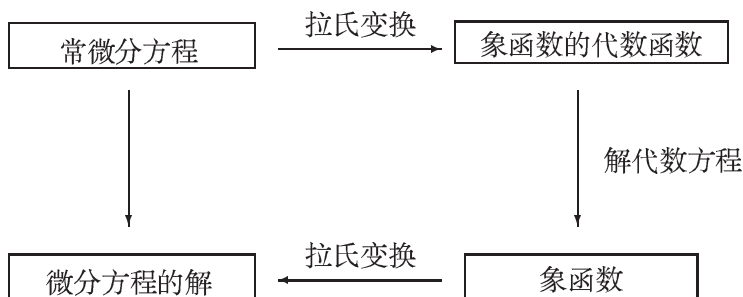 拉氏变换
常微分方程
象函数的代数函数
解代数方程
拉氏变换
微分方程的解
象函数